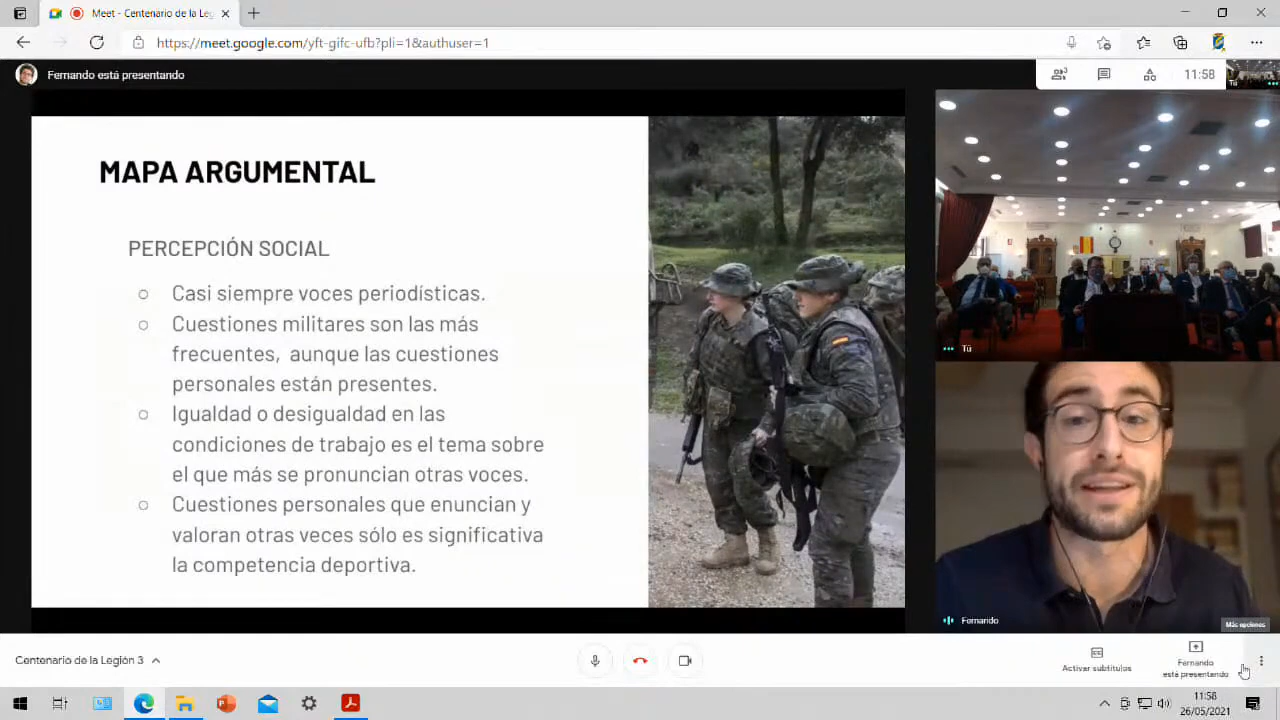 Meet - Centenario de la Leg
https://meet.google.com/yft-gifc-ufb?pli=1&authuser=1
Fernando está presentando
3
11:58
Tú
MAPA ARGUMENTAL
PERCEPCIÓN SOCIAL
Casi siempre voces periodísticas.
Cuestiones militares son las más
frecuentes, aunque las cuestiones
personales están presentes.
Igualdad o desigualdad en las
condiciones de trabajo es el tema sobre
el que más se pronuncian otras voces.
Cuestiones personales que enuncian y
valoran otras veces sólo es significativa
la competencia deportiva.
Tú
Fernando
Más opciones
Centenario de la Legión 3
Activar subtítulos
Fernando
está presentando
11:58
26/05/2021